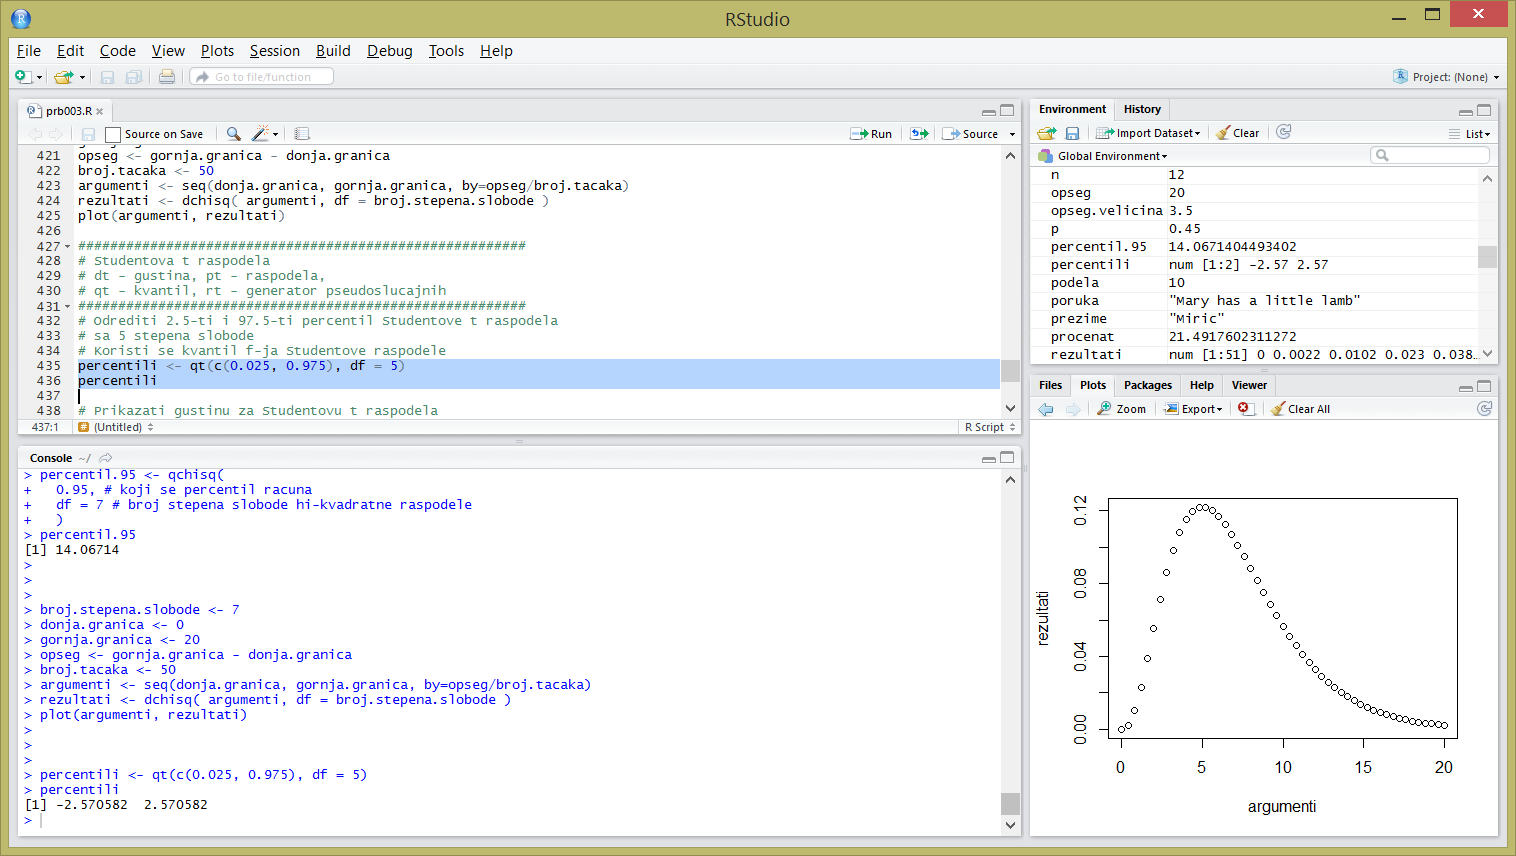 RStudio
File Edit Code View Plots Session Build Debug Tools Help
Go to file/function
Project: (None)
prb003.R
Source on Save
Run
Source
421 opseg <- gornja.granica - donja.granica
422 broj.tacaka <- 50
423 argumenti <- seq(donja.granica, gornja.granica, by=opseg/broj.tacaka)
424 rezultati <- dchisq( argumenti, df = broj.stepena.slobode )
425 plot(argumenti, rezultati)
426
427 ########################################################
428 # Studentova t raspodela
429 # dt - gustina, pt - raspodela,
430 # qt - kvantil, rt - generator pseudoslucajnih
431 ########################################################
432 # Odrediti 2.5-ti i 97.5-ti percentil Studentove t raspodela
433 # sa 5 stepena slobode
434 # Koristi se kvantil f-ja Studentove raspodele
435 percentili <- qt(c(0.025, 0.975), df = 5)
436 percentili
437
438 # Prikazati gustinu za Studentovu t raspodela
437:1 # (Untitled) R Script
Console ~/
> percentil.95 <- qchisq(
+   0.95, # koji se percentil racuna
+   df = 7 # broj stepena slobode hi-kvadratne raspodele
+   )
> percentil.95
[1] 14.06714
>
>
>
> broj.stepena.slobode <- 7
> donja.granica <- 0
> gornja.granica <- 20
> opseg <- gornja.granica - donja.granica
> broj.tacaka <- 50
> argumenti <- seq(donja.granica, gornja.granica, by=opseg/broj.tacaka)
> rezultati <- dchisq( argumenti, df = broj.stepena.slobode )
> plot(argumenti, rezultati)
>
>
>
> percentili <- qt(c(0.025, 0.975), df = 5)
> percentili
[1] -2.570582  2.570582
>
Environment History
Import Dataset Clear List
Global Environment
n 12
opseg 20
opseg.velicina 3.5
p 0.45
percentil.95 14.0671404493402
percentili num [1:2] -2.57 2.57
podela 10
poruka "Mary has a little lamb"
prezime "Miric"
procenat 21.4917602311272
rezultati num [1:51] 0 0.0022 0.0102 0.023 0.038…
Files Plots Packages Help Viewer
Zoom Export Clear All
rezultati
0.12
0.08
0.04
0.00
0 5 10 15 20
argumenti